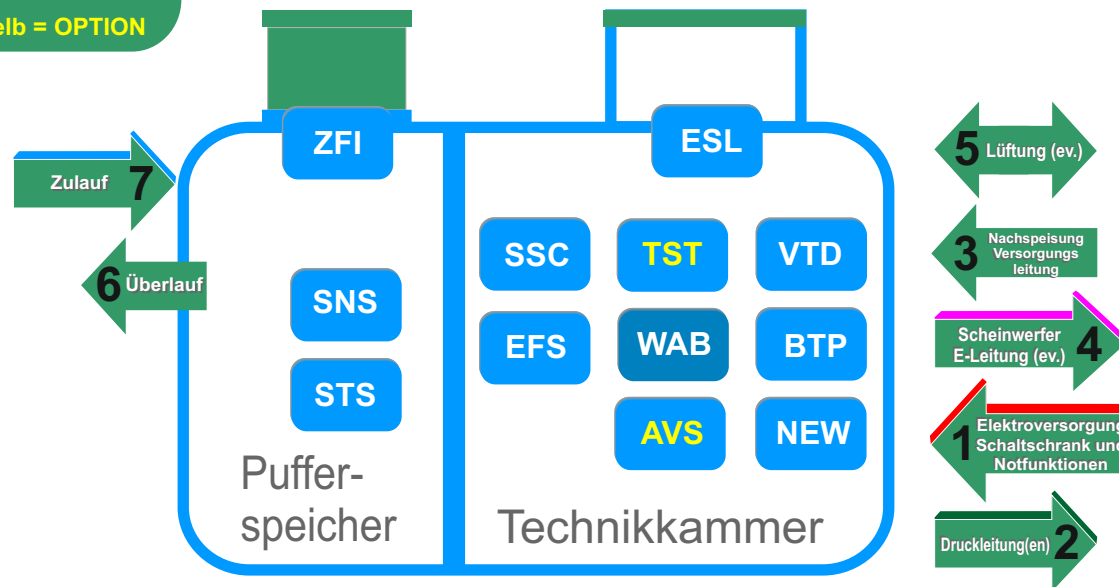 elb = OPTION
ZFI
ESL
Zulauf 7
6 Überlauf
SNS
STS
SSC
TST
VTD
EFS
WAB
BTP
AVS
NEW
Puffer-
speicher
Technikkammer
5 Lüftung (ev.)
3
Nachspeisung
Versorgungs
leitung
Scheinwerfer
E-Leitung (ev.)
4
1
Elektroversorgung
Schaltschrank und
Notfunktionen
Druckleitung(en) 2